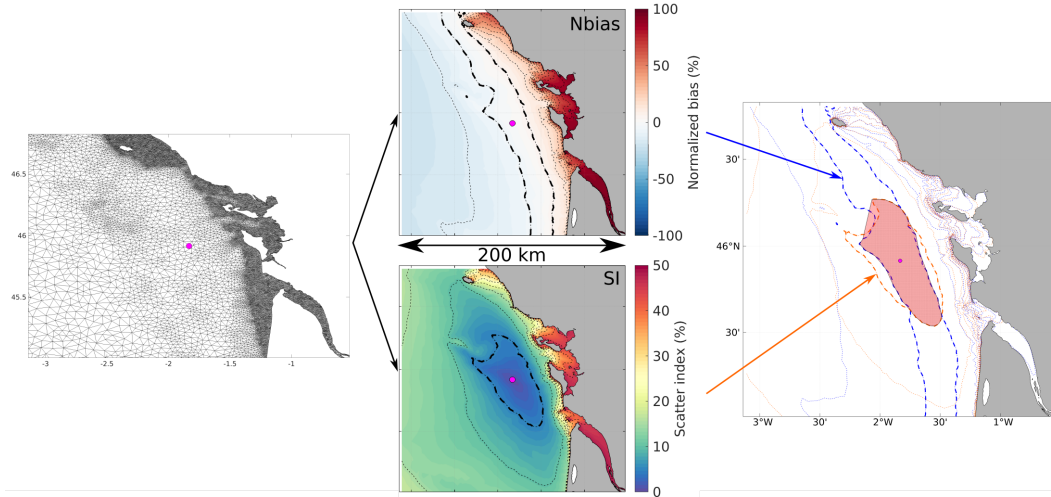 46.5
46
45.5
-3
-2.5
-2
-1.5
-1
Nbias
100
50
0
-50
-100
Normalized bias (%)
200 km
SI
50
40
30
20
10
0
Scatter index (%)
30'
46°N
30'
3°W
30'
2°W
30'
1°W